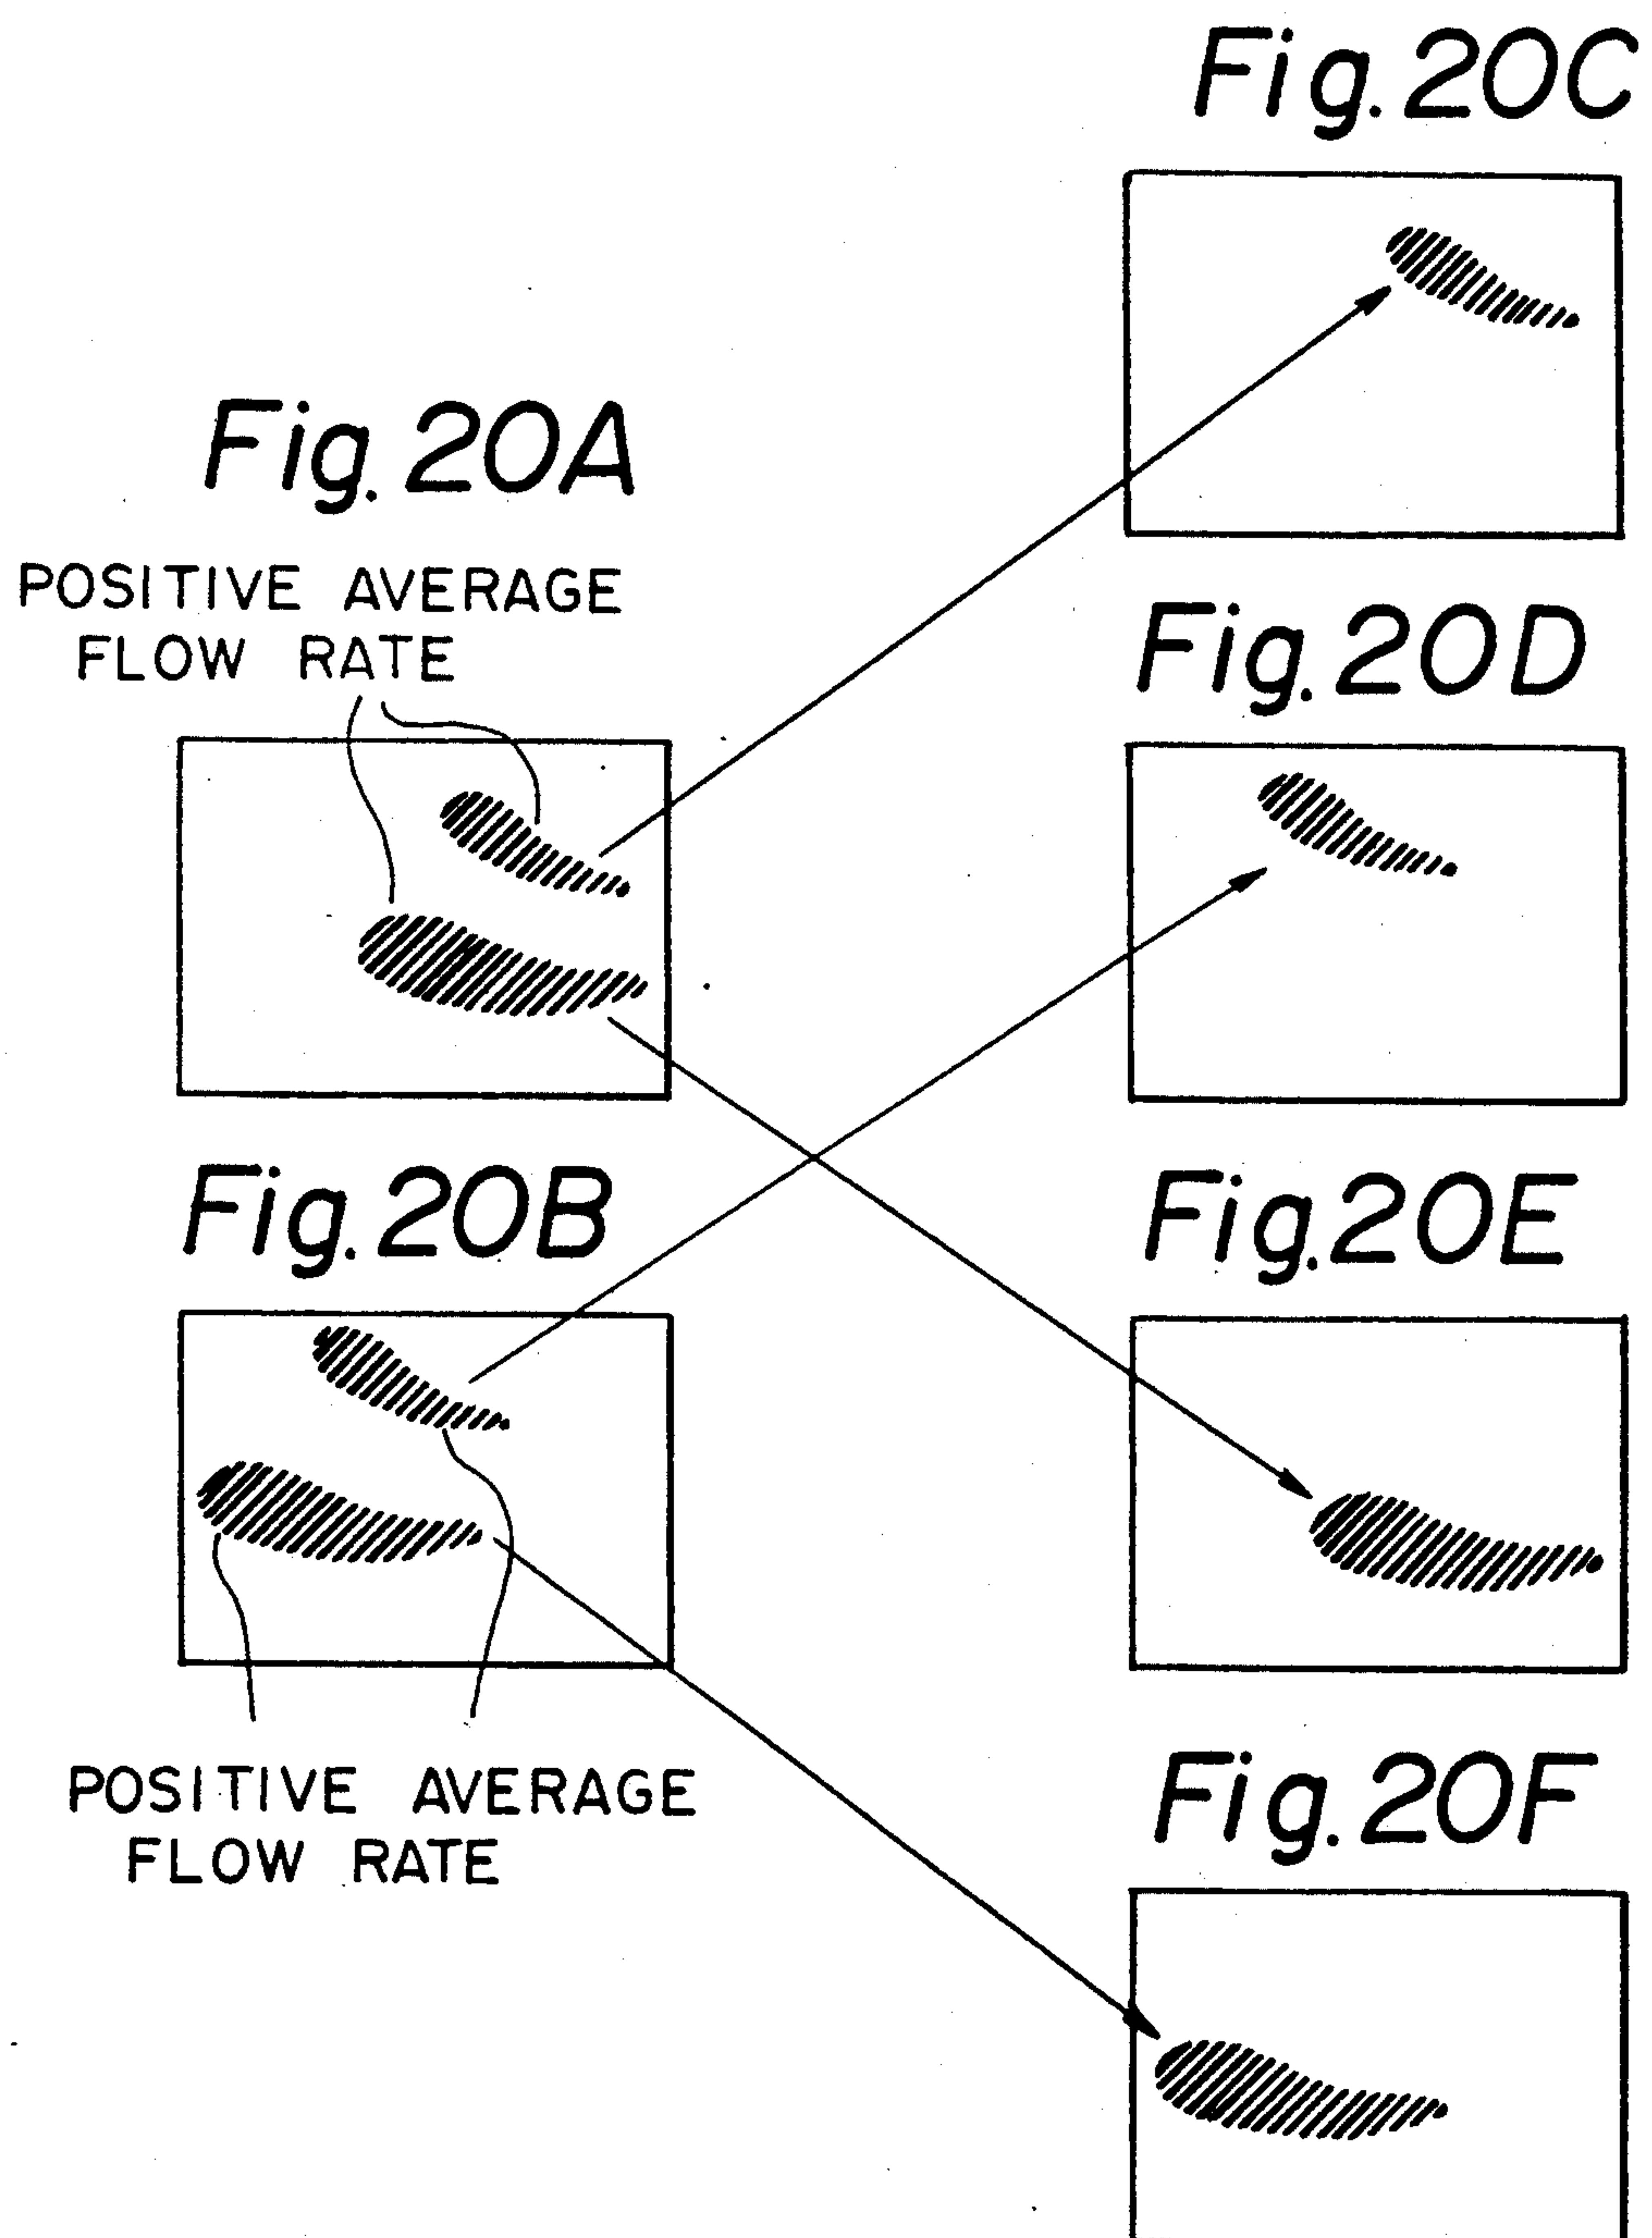 Fig. 20C
Fig. 20A
POSITIVE AVERAGE
FLOW RATE
Fig. 20D
Fig. 20B
Fig. 20E
POSITIVE AVERAGE
FLOW RATE
Fig. 20F